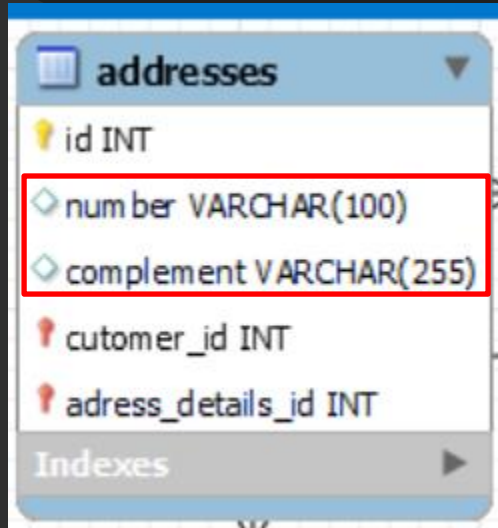 addresses
id INT
number VARCHAR(100)
complement VARCHAR(255)
cutomer_id INT
adress_details_id INT
Indexes